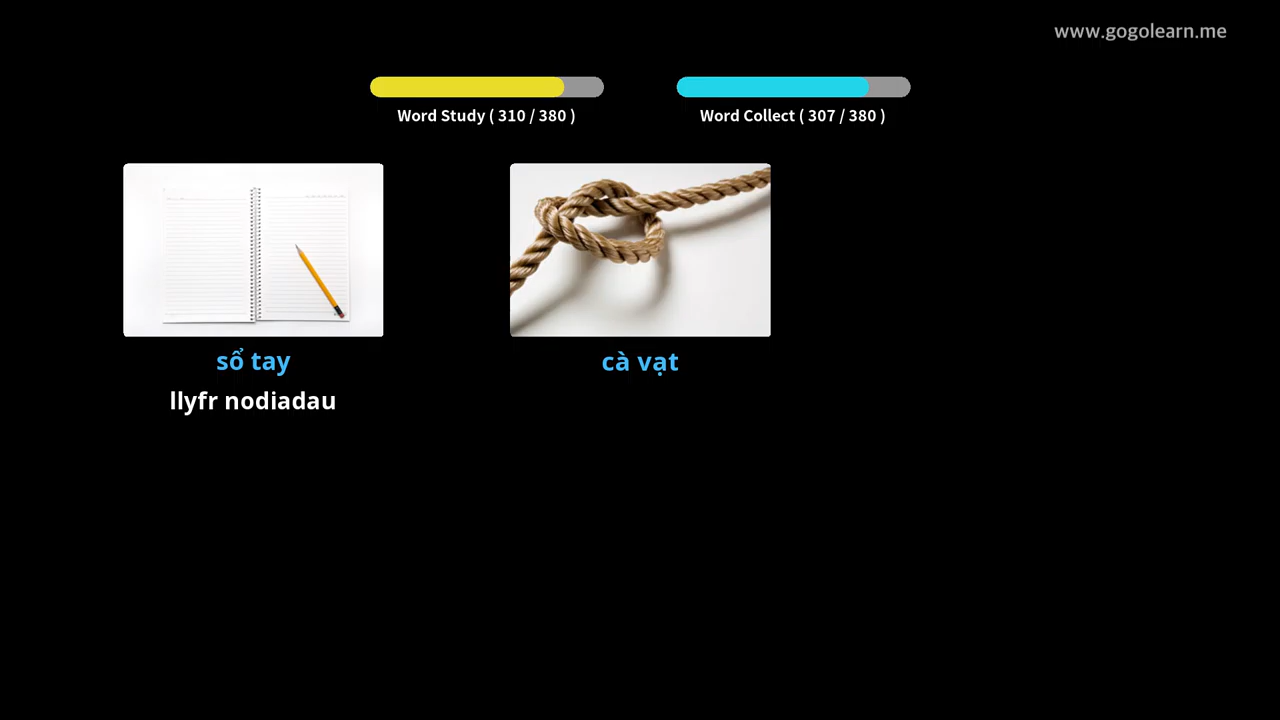 www.gogolearn.me
Word Study ( 310 / 380 )
Word Collect ( 307 / 380 )
sổ tay
cà vạt
llyfr nodiadau